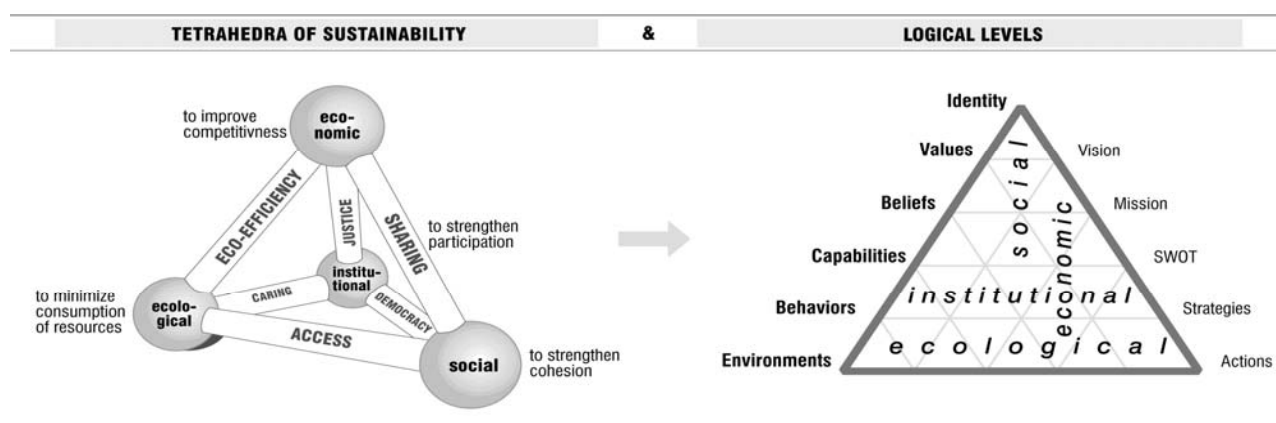 TETRAHEDRA OF SUSTAINABILITY
&
LOGICAL LEVELS
to improve
competitivness
eco-
nomic
ECO-EFFICIENCY
JUSTICE
SHARING
to strengthen
participation
institu-
tional
CARING
DEMOCRACY
to minimize
consumption
of resources
ecolo-
gical
ACCESS
social
to strengthen
cohesion
Identity
Values
Vision
Beliefs
Mission
Capabilities
SWOT
Behaviors
Strategies
Environments
Actions
social
economic
institutional
ecological